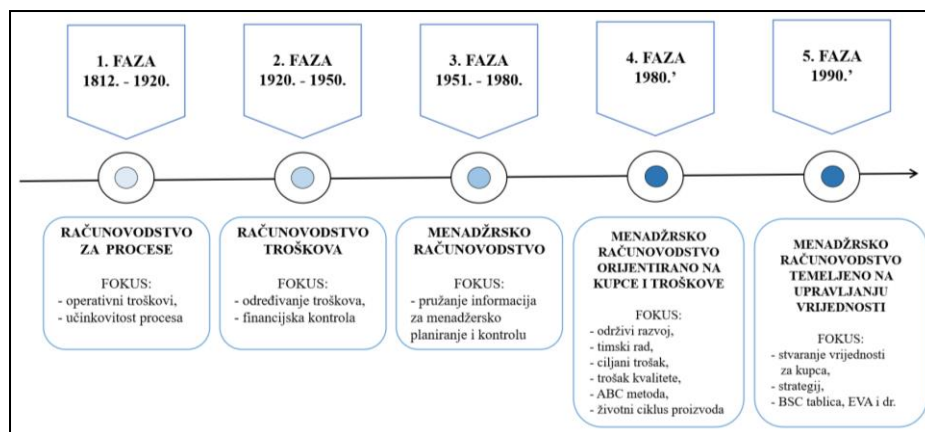 1. FAZA
1812. - 1920.
2. FAZA
1920. - 1950.
3. FAZA
1951. - 1980.
4. FAZA
1980.’
5. FAZA
1990.’
RAČUNOVODSTVO
ZA PROCESE
FOKUS:
- operativni troškovi,
- učinkovitost procesa
RAČUNOVODSTVO
TROŠKOVA
FOKUS:
- određivanje troškova,
- financijska kontrola
MENADŽRSKO
RAČUNOVODSTVO
FOKUS:
- pružanje informacija
za menadžersko
planiranje i kontrolu
MENADŽRSKO
RAČUNOVODSTVO
ORIJENTIRANO NA
KUPCE I TROŠKOVE
FOKUS:
- održivi razvoj,
- timski rad,
- ciljani trošak,
- trošak kvalitete,
- ABC metoda,
- životni ciklus proizvoda
MENADŽRSKO
RAČUNOVODSTVO
TEMELJENO NA
UPRAVLJANJU
VRIJEDNOSTI
FOKUS:
- stvaranje vrijednosti
za kupca,
- strategij,
- BSC tablica, EVA i dr.